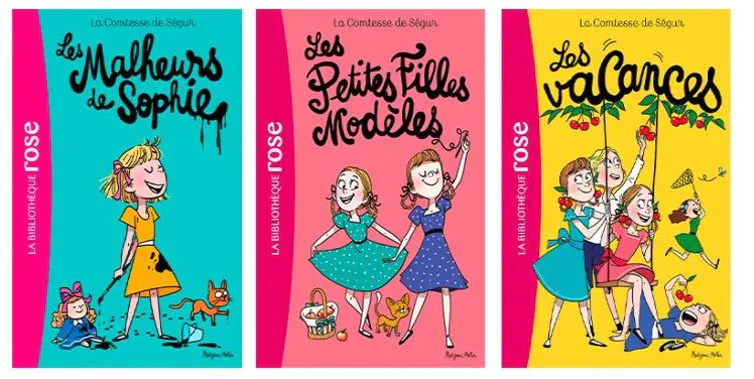 La Comtesse de Ségur
Les
Malheurs
de Sophie
LA BIBLIOTHÈQUE rose
La Comtesse de Ségur
Les
Petites Filles
Modèles
LA BIBLIOTHÈQUE rose
La Comtesse de Ségur
Les
vaCances
LA BIBLIOTHÈQUE rose